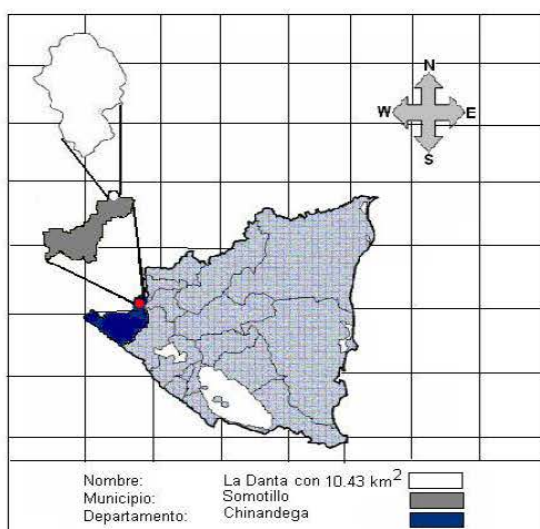 N
W E
S
Nombre: La Danta con 10.43 km²
Municipio: Somotillo
Departamento: Chinandega